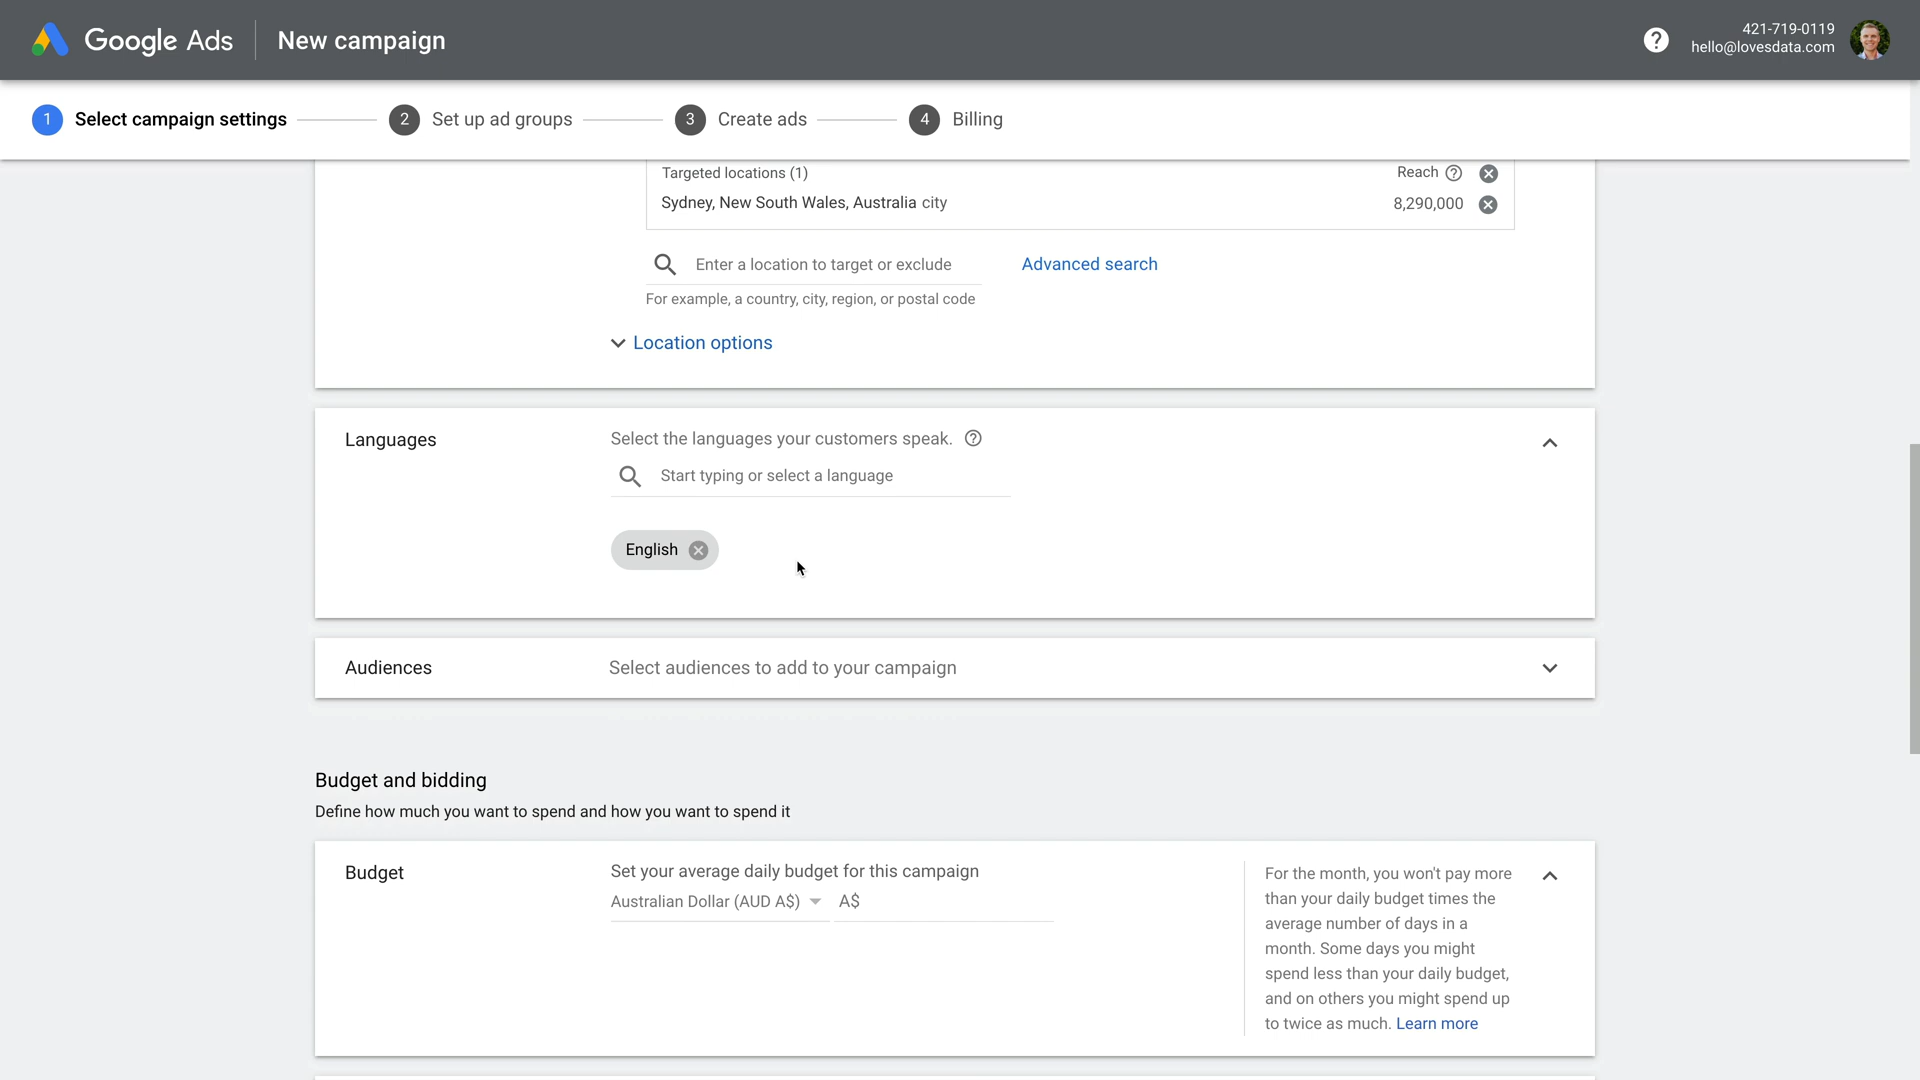 Google Ads New campaign
421-719-0119
hello@lovesdata.com
1 Select campaign settings 2 Set up ad groups 3 Create ads 4 Billing
Targeted locations (1) Reach
Sydney, New South Wales, Australia city 8,290,000
Enter a location to target or exclude Advanced search
For example, a country, city, region, or postal code
Location options
Languages Select the languages your customers speak.
Start typing or select a language
English
Audiences Select audiences to add to your campaign
Budget and bidding
Define how much you want to spend and how you want to spend it
Budget Set your average daily budget for this campaign
Australian Dollar (AUD A$) A$
For the month, you won't pay more
than your daily budget times the
average number of days in a
month. Some days you might
spend less than your daily budget,
and on others you might spend up
to twice as much. Learn more